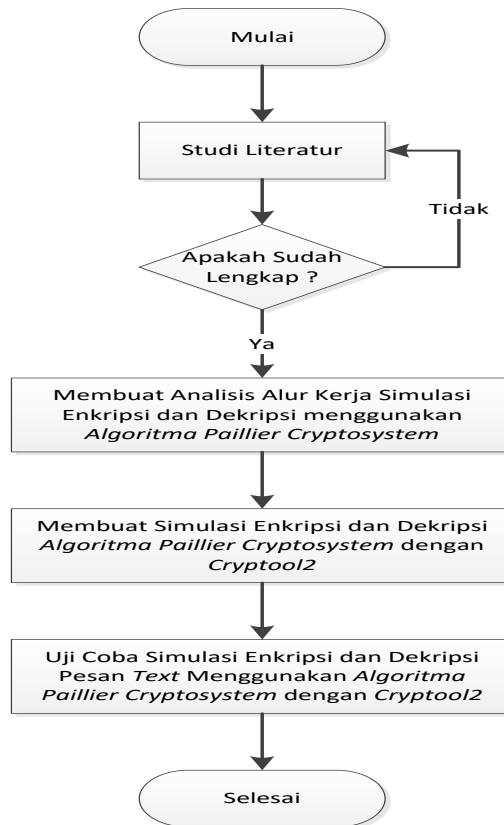 Mulai
Studi Literatur
Tidak
Apakah Sudah
Lengkap ?
Ya
Membuat Analisis Alur Kerja Simulasi
Enkripsi dan Dekripsi menggunakan
Algoritma Paillier Cryptosystem
Membuat Simulasi Enkripsi dan Dekripsi
Algoritma Paillier Cryptosystem dengan
Cryptool2
Uji Coba Simulasi Enkripsi dan Dekripsi
Pesan Text Menggunakan Algoritma
Paillier Cryptosystem dengan Cryptool2
Selesai